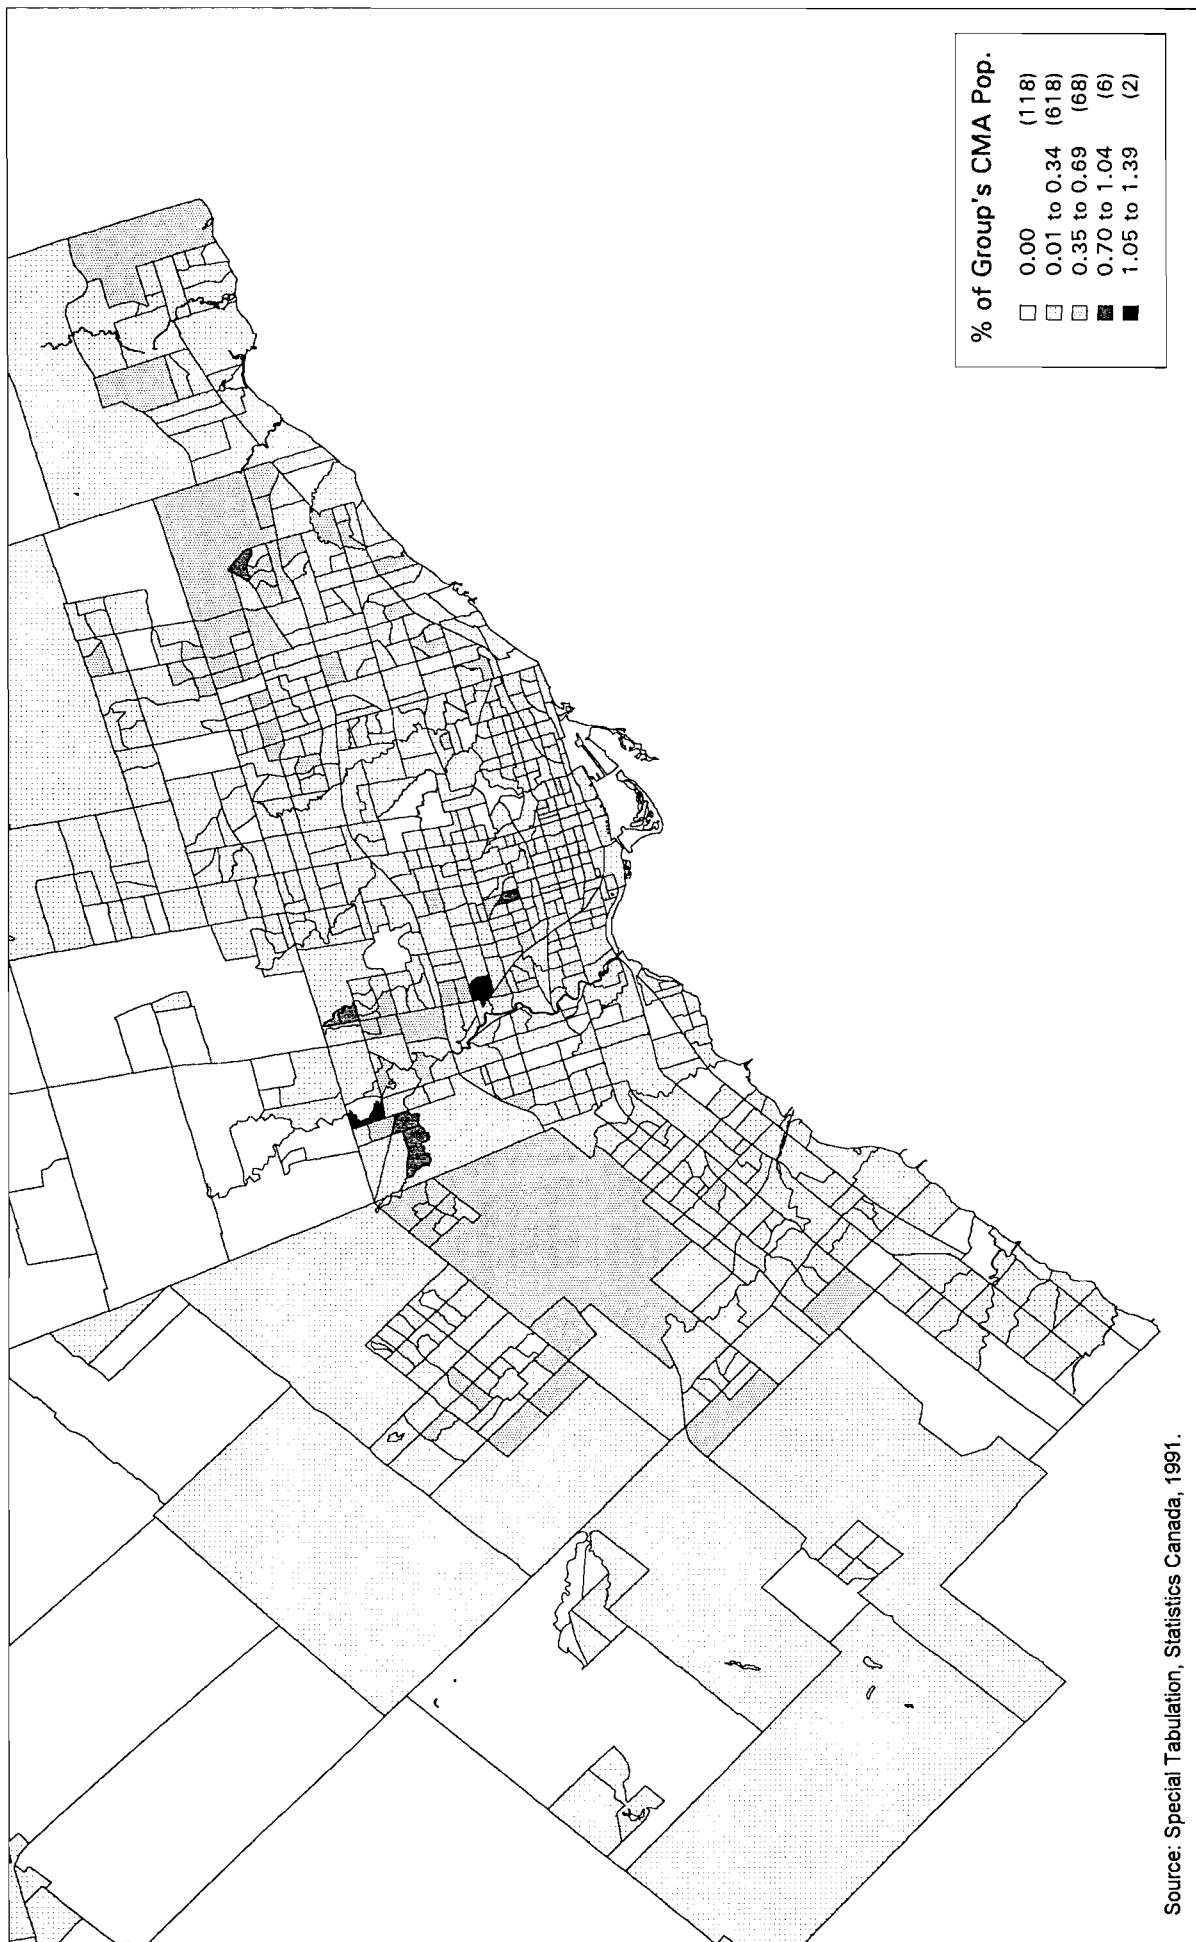 % of Group's CMA Pop.
0.00 (118)
0.01 to 0.34 (618)
0.35 to 0.69 (68)
0.70 to 1.04 (6)
1.05 to 1.39 (2)
Source: Special Tabulation, Statistics Canada, 1991.